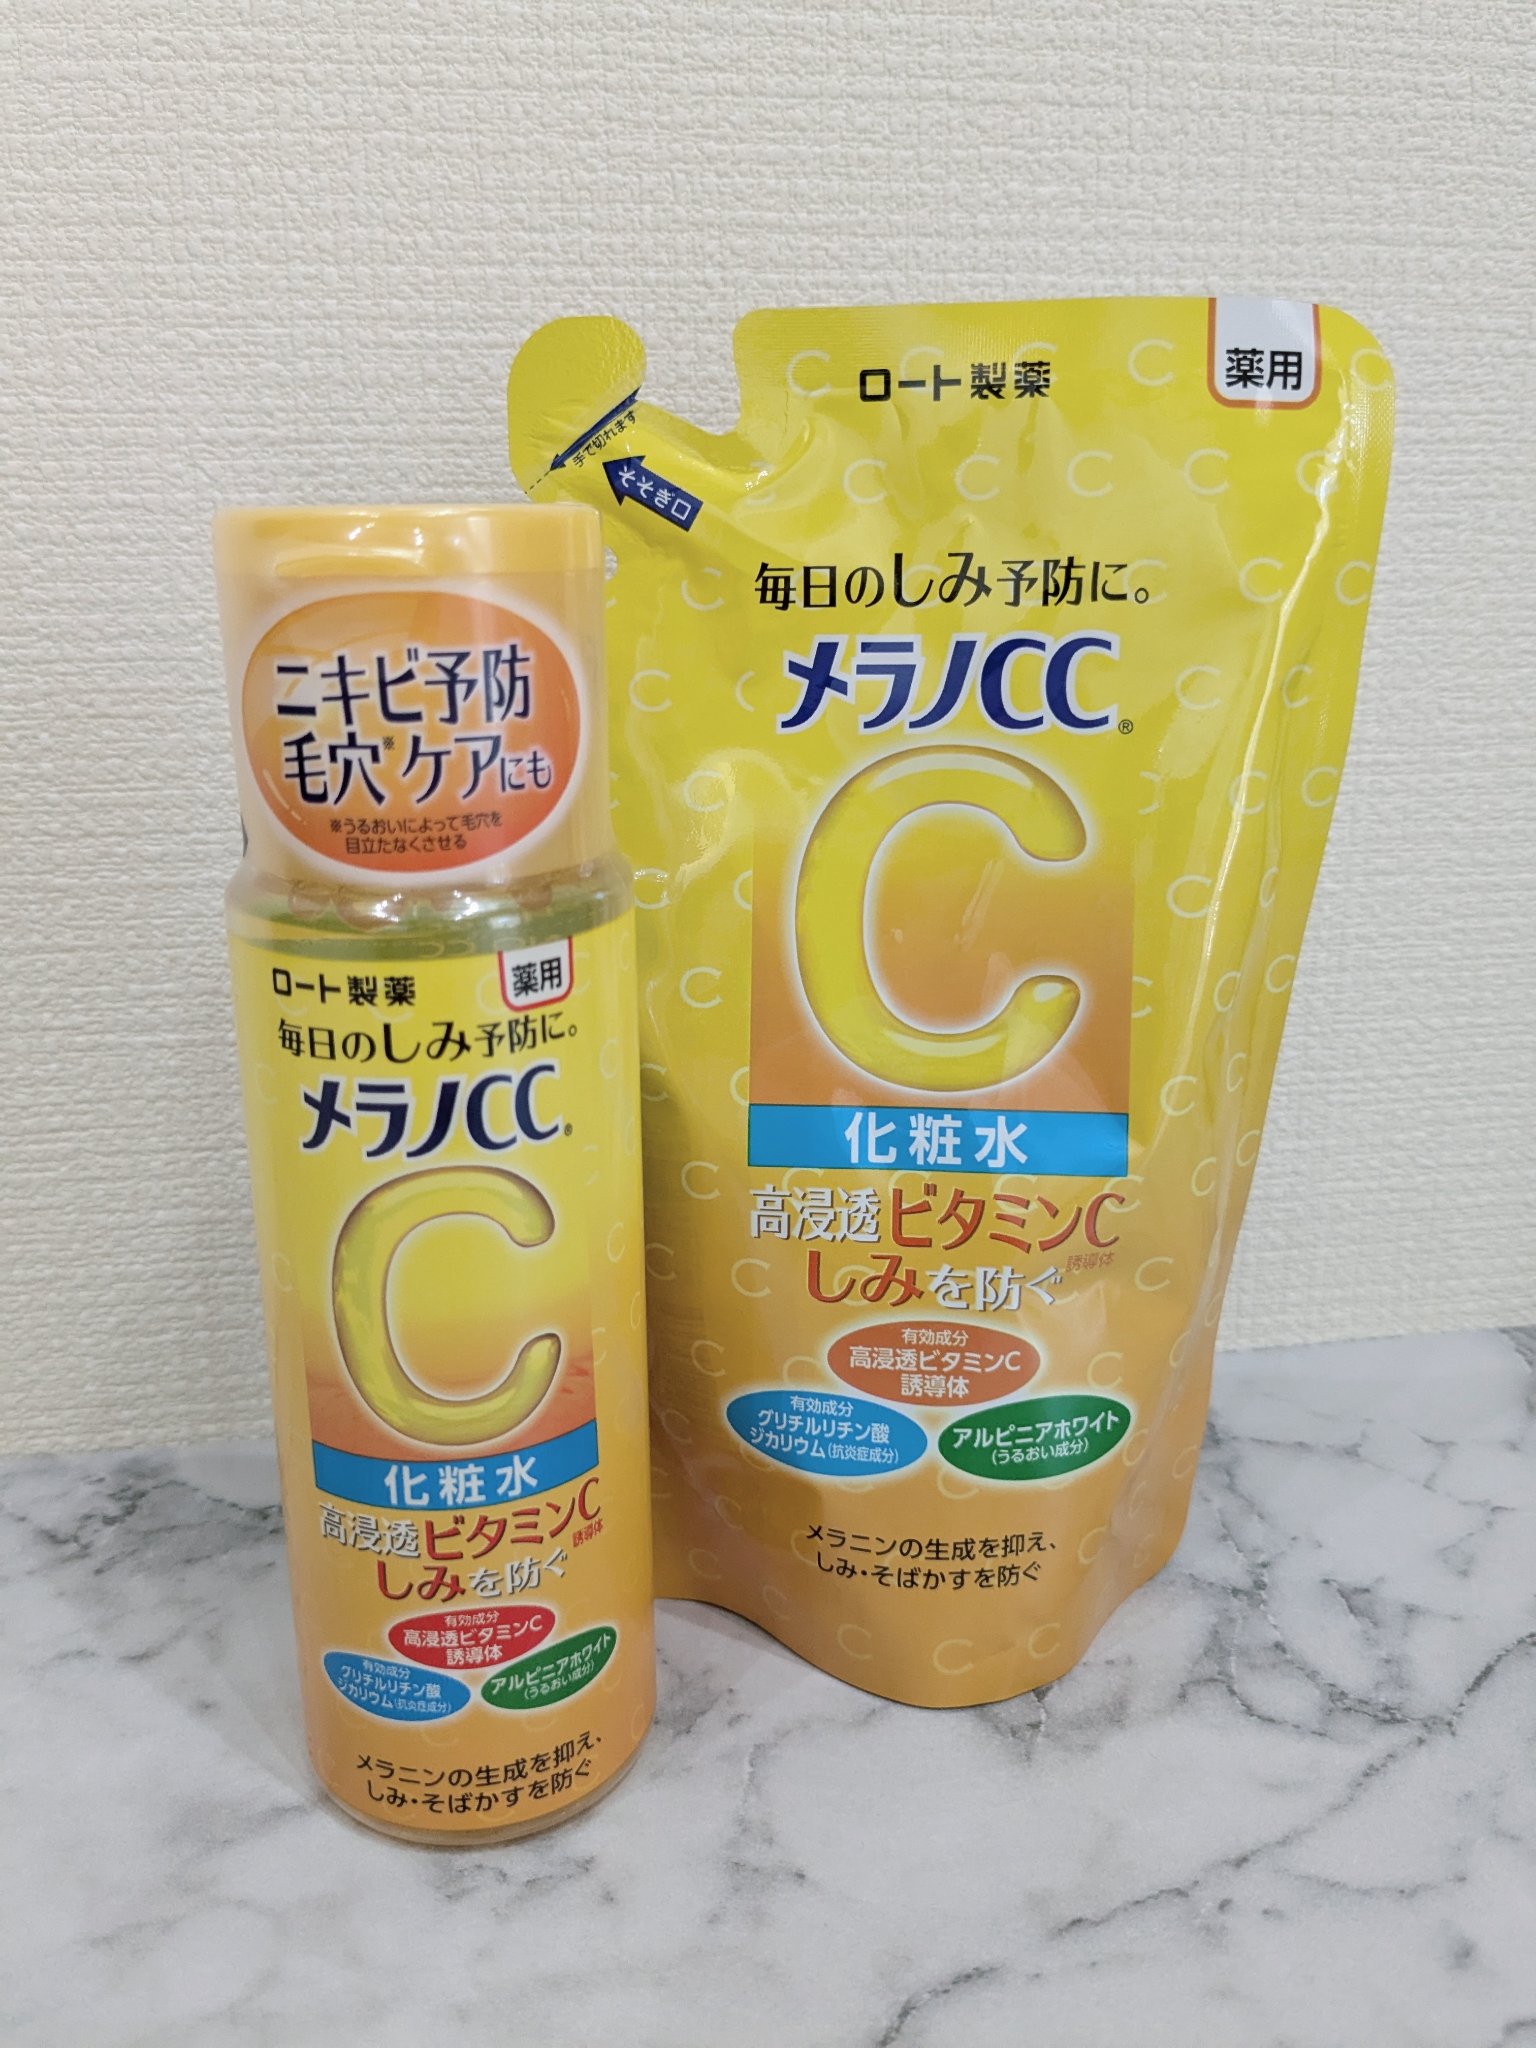 ニキビ予防
毛穴※ケアにも
※うるおいによって毛穴を
目立たなくさせる
ロート製薬
薬用
毎日のしみ予防に。
メラノCC®
C
化粧水
高浸透ビタミンC誘導体
しみを防ぐ
有効成分
高浸透ビタミンC
誘導体
有効成分
グリチルリチン酸
ジカリウム(抗炎症成分)
アルピニアホワイト
(うるおい成分)
メラニンの生成を抑え、
しみ・そばかすを防ぐ
手で切れます
そそぎ口
ロート製薬
薬用
毎日のしみ予防に。
メラノCC®
C
化粧水
高浸透ビタミンC誘導体
しみを防ぐ
有効成分
高浸透ビタミンC
誘導体
有効成分
グリチルリチン酸
ジカリウム(抗炎症成分)
アルピニアホワイト
(うるおい成分)
メラニンの生成を抑え、
しみ・そばかすを防ぐ